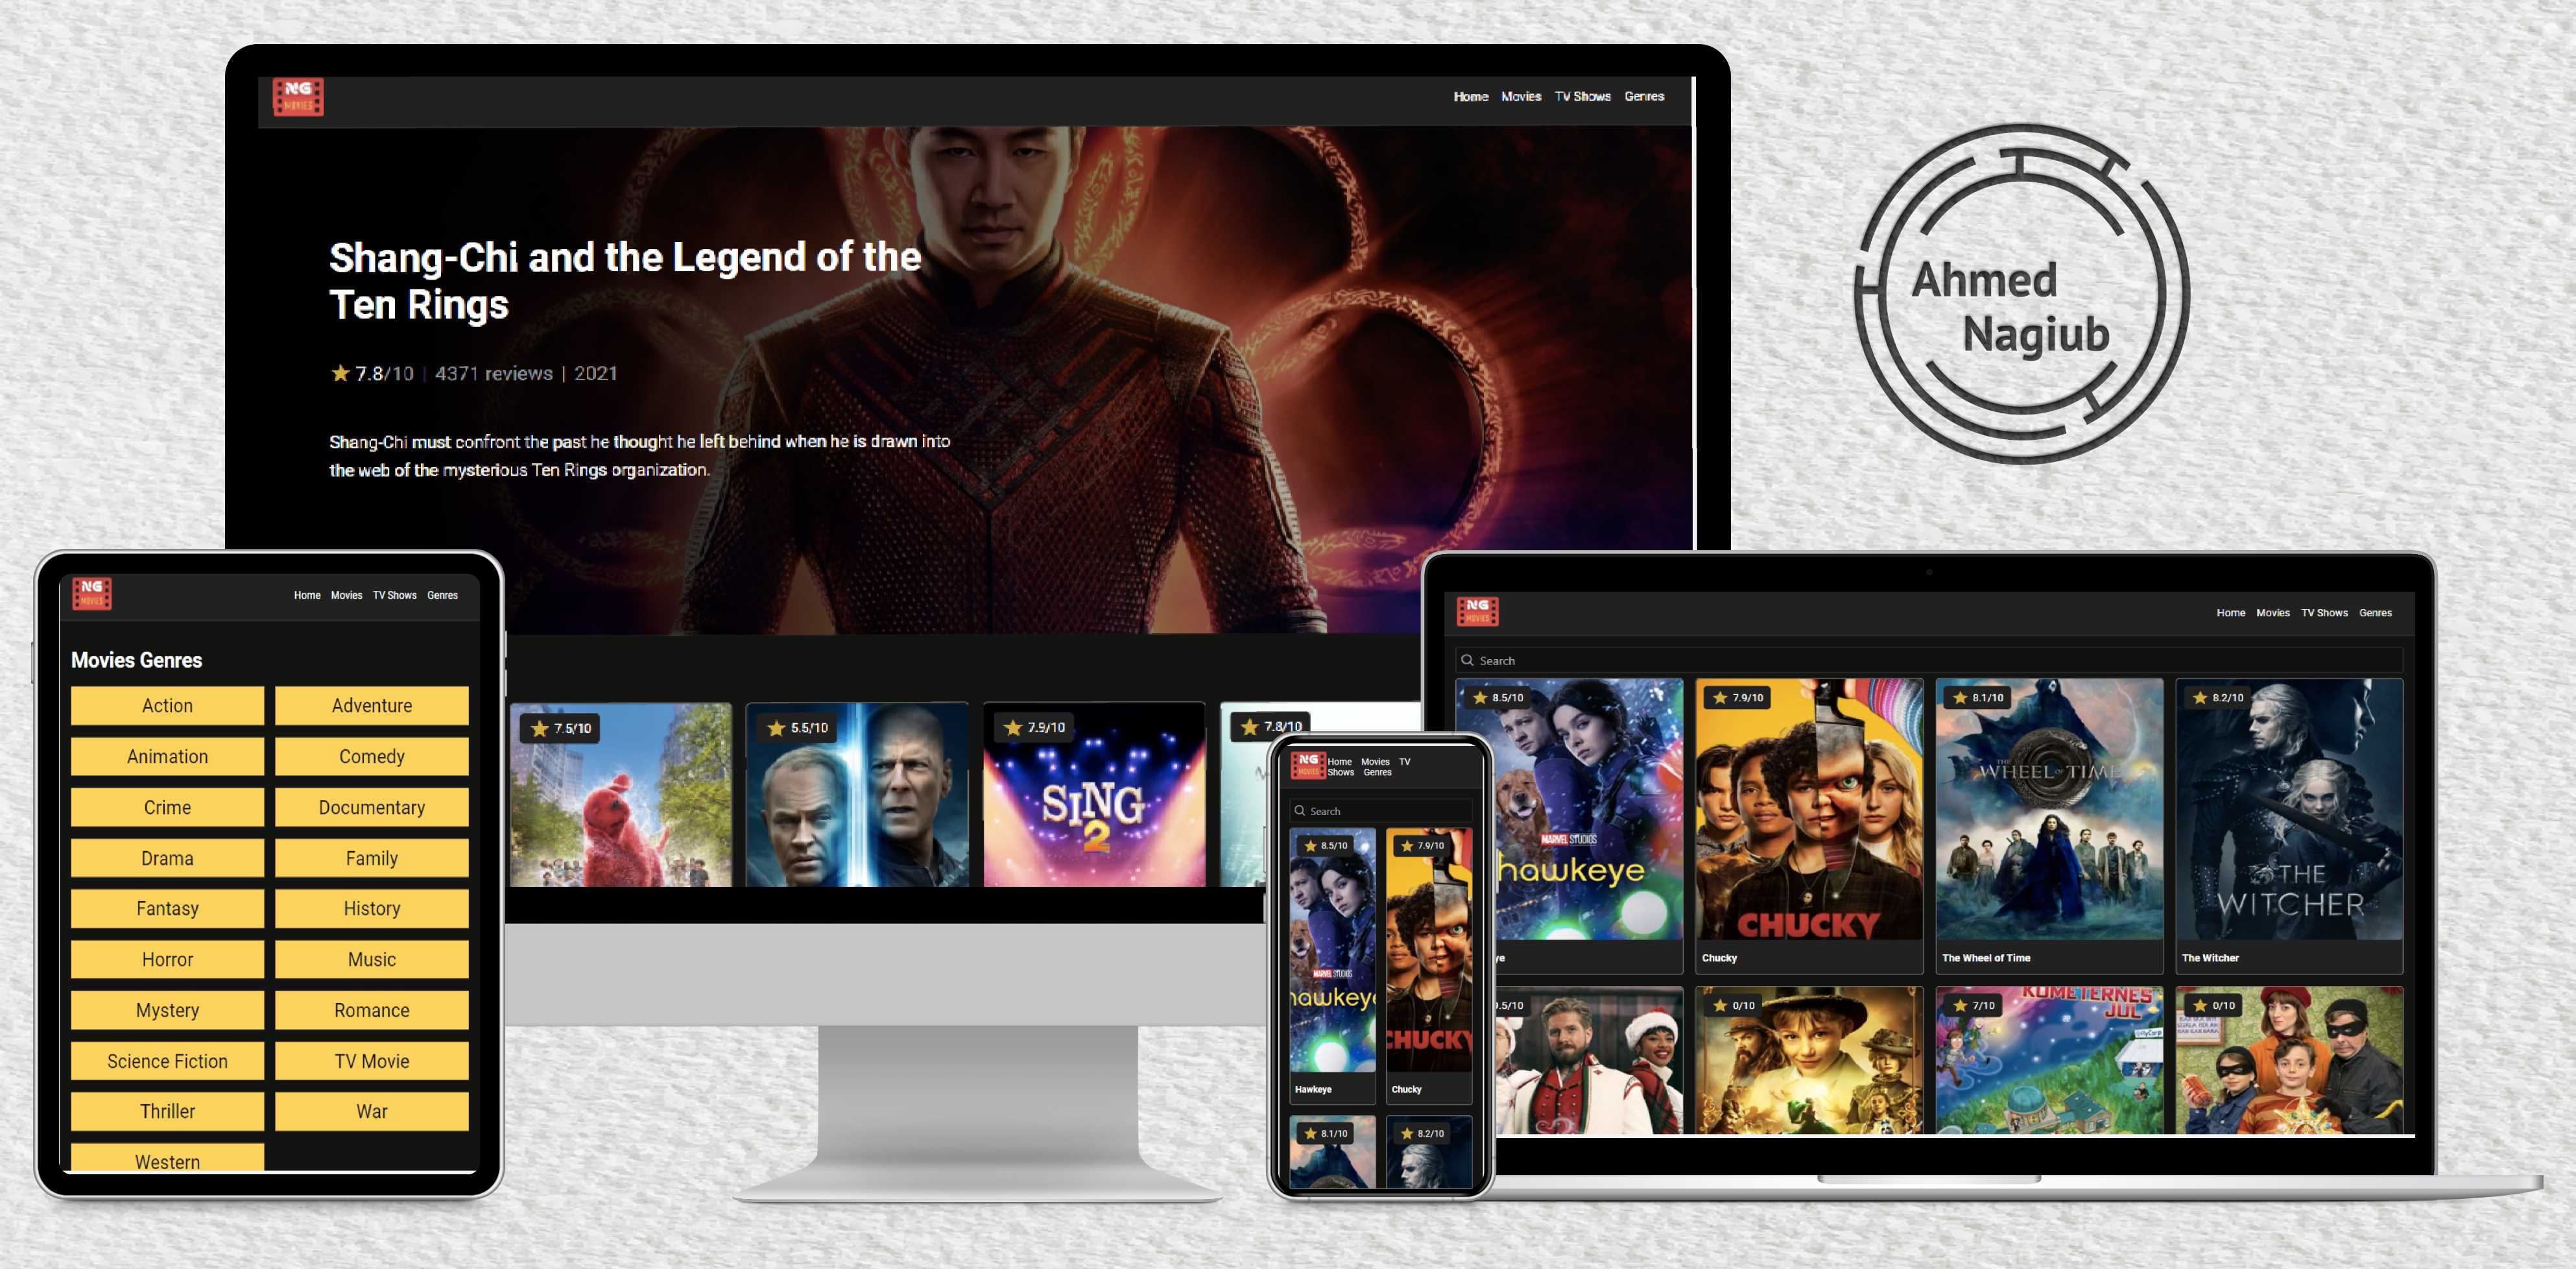 NG
MOVIES
Home Movies TV Shows Genres
Shang-Chi and the Legend of the
Ten Rings
7.8/10 | 4371 reviews | 2021
Shang-Chi must confront the past he thought he left behind when he is drawn into
the web of the mysterious Ten Rings organization.
7.5/10
5.5/10
7.9/10
SING
2
7.8/10
Ahmed
Nagiub
NG
MOVIES
Home Movies TV Shows Genres
Movies Genres
Action Adventure
Animation Comedy
Crime Documentary
Drama Family
Fantasy History
Horror Music
Mystery Romance
Science Fiction TV Movie
Thriller War
Western
NG
MOVIES
Home Movies TV
Shows Genres
Search
8.5/10 7.9/10
MARVEL STUDIOS
hawkeye
CHUCKY
Hawkeye Chucky
8.1/10 8.2/10
NG
MOVIES
Home Movies TV Shows Genres
Search
8.5/10 7.9/10 8.1/10 8.2/10
MARVEL STUDIOS
hawkeye
CHUCKY
THE
WHEEL OF TIME
THE
WITCHER
ye Chucky The Wheel of Time The Witcher
.5/10 0/10 7/10 0/10
KOMETERNES
JUL